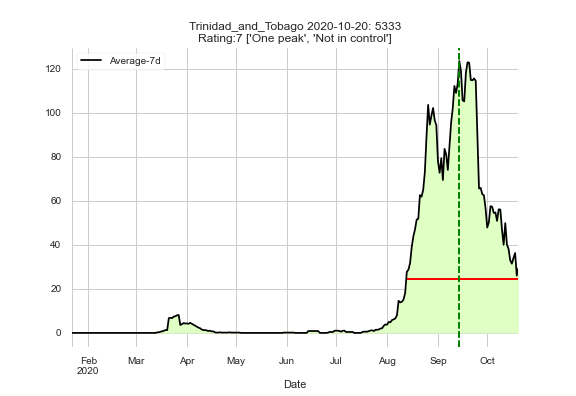 Trinidad_and_Tobago 2020-10-20: 5333
Rating:7 ['One peak', 'Not in control']
Average-7d
120
100
80
60
40
20
0
Feb Mar Apr May Jun Jul Aug Sep Oct
2020
Date